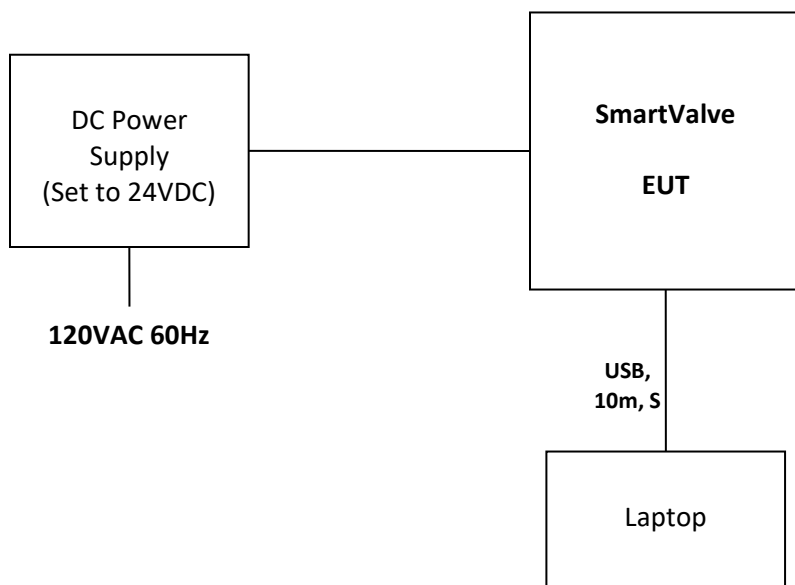 DC Power
Supply
(Set to 24VDC)
120VAC 60Hz
SmartValve
EUT
USB,
10m, S
Laptop